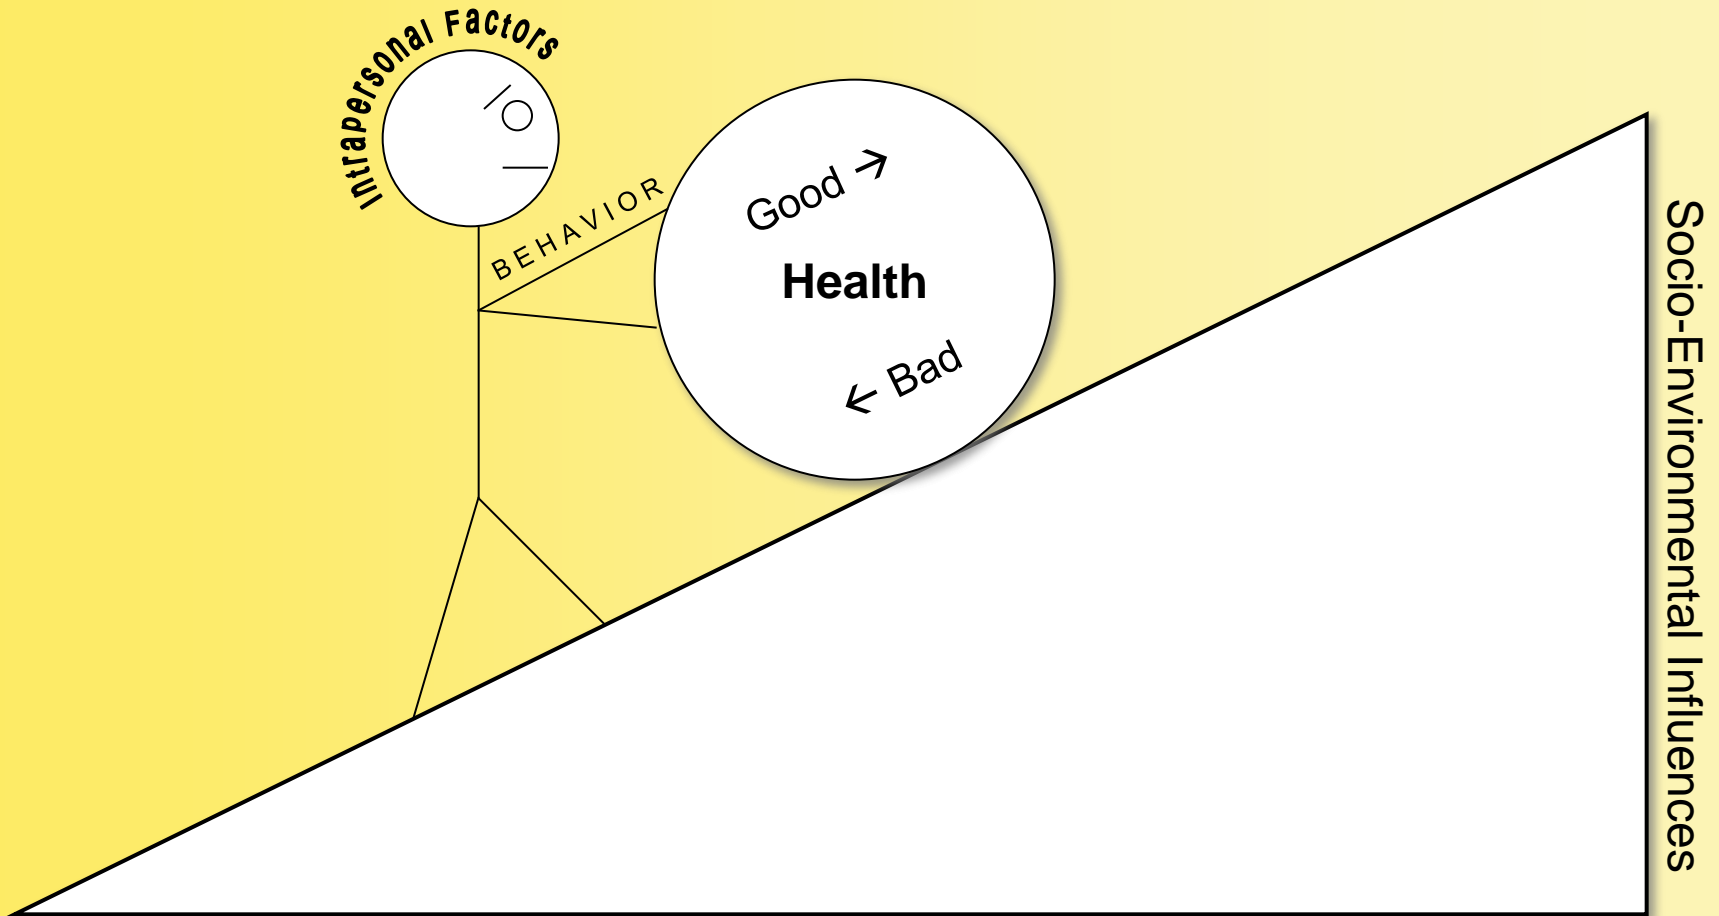 Intrapersonal Factors
BEHAVIOR
Good →
Health
← Bad
Socio-Environmental Influences